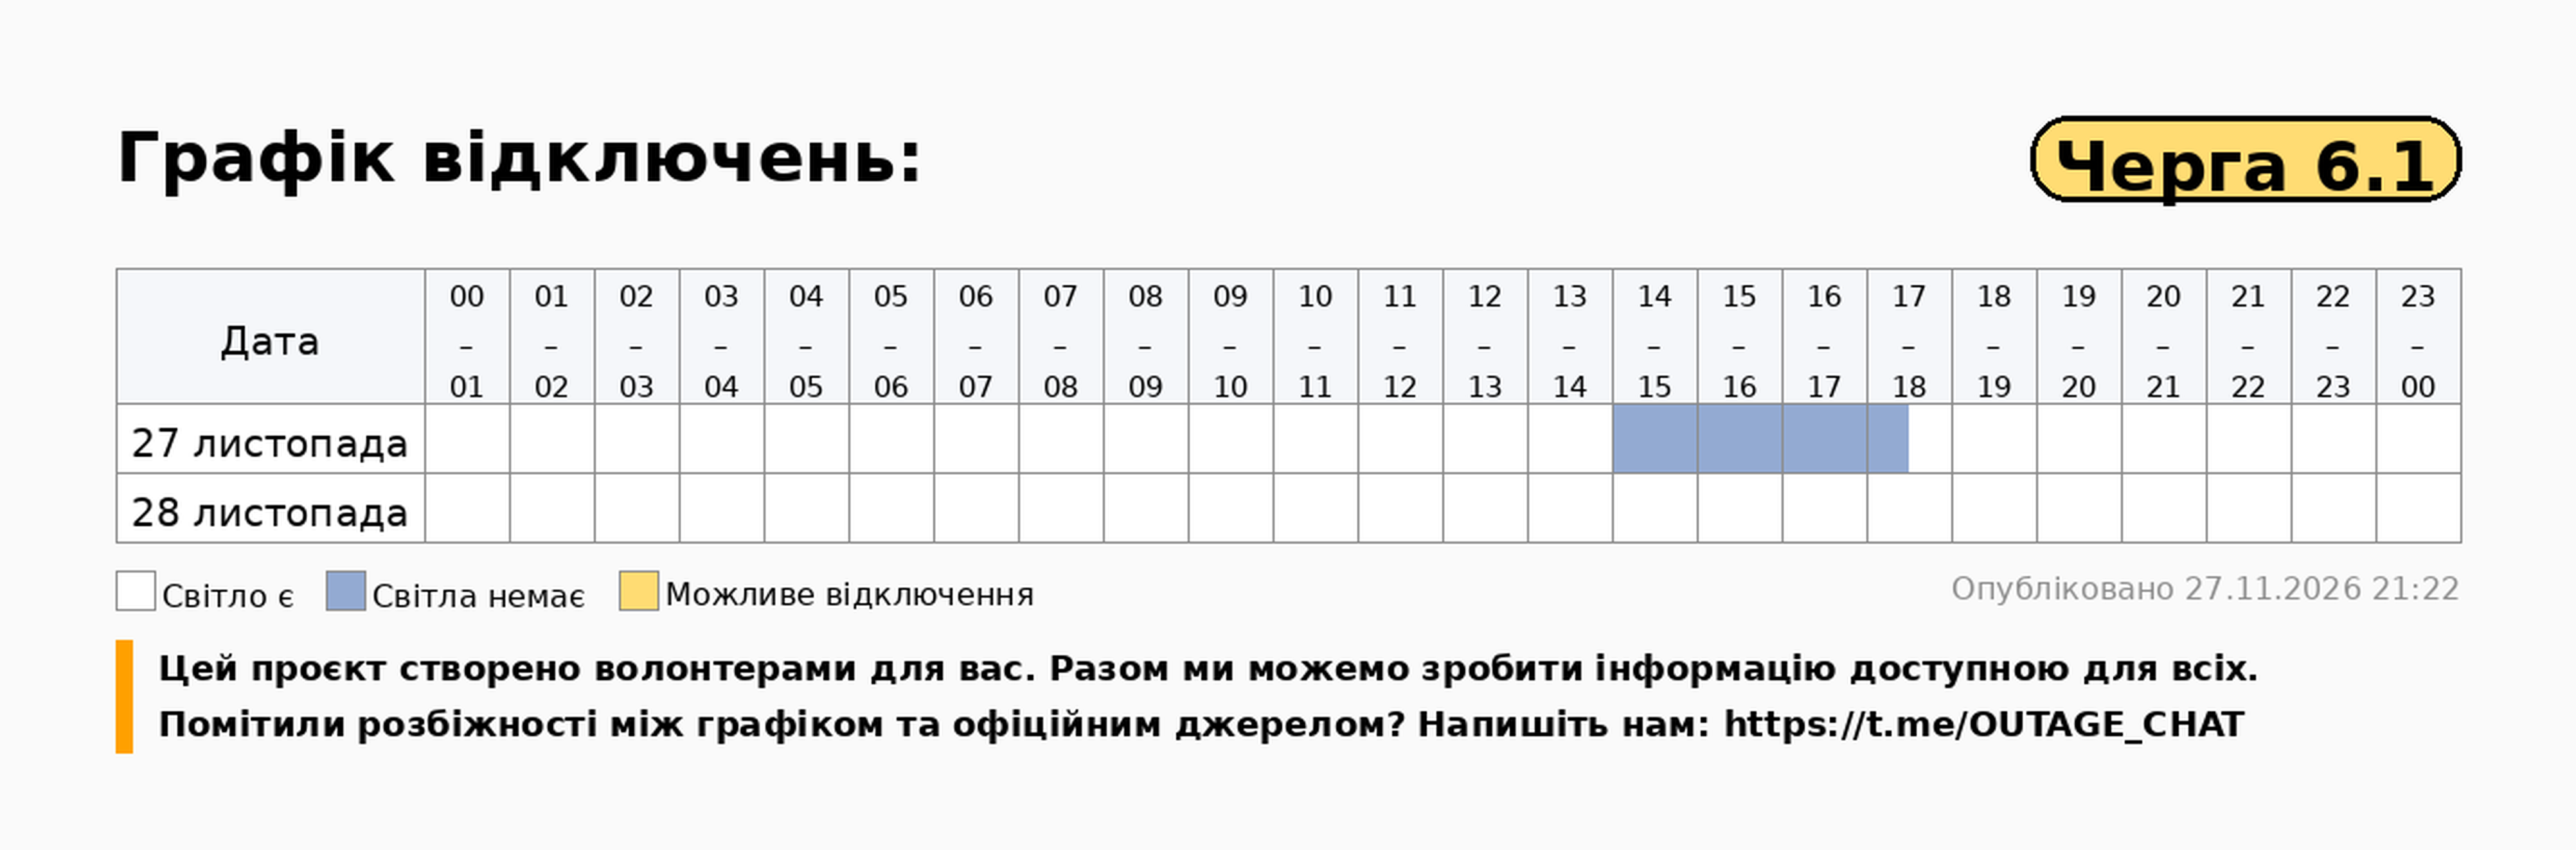 Графік відключень:
Черга 6.1
Дата
00 – 01
01 – 02
02 – 03
03 – 04
04 – 05
05 – 06
06 – 07
07 – 08
08 – 09
09 – 10
10 – 11
11 – 12
12 – 13
13 – 14
14 – 15
15 – 16
16 – 17
17 – 18
18 – 19
19 – 20
20 – 21
21 – 22
22 – 23
23 – 00
27 листопада
28 листопада
Світло є
Світла немає
Можливе відключення
Опубліковано 27.11.2026 21:22
Цей проєкт створено волонтерами для вас. Разом ми можемо зробити інформацію доступною для всіх.
Помітили розбіжності між графіком та офіційним джерелом? Напишіть нам: https://t.me/OUTAGE_CHAT